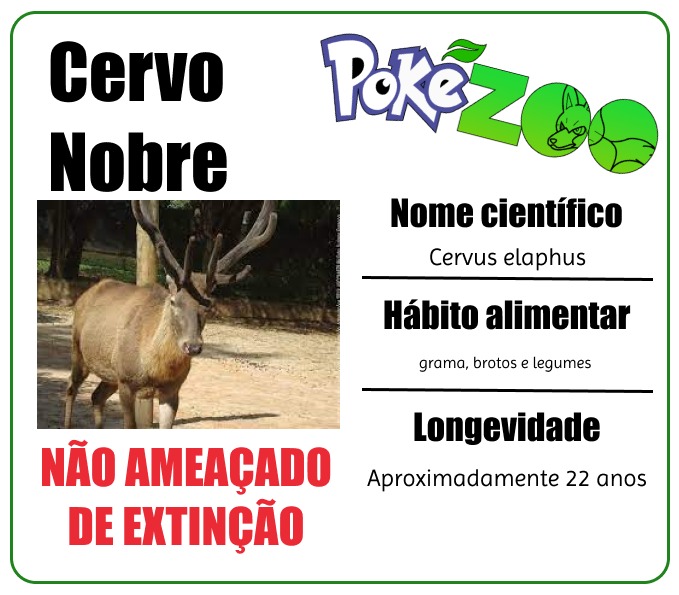 Cervo
Nobre
PoKéZOO
Nome científico
Cervus elaphus
Hábito alimentar
grama, brotos e legumes
Longevidade
Aproximadamente 22 anos
NÃO AMEAÇADO
DE EXTINÇÃO